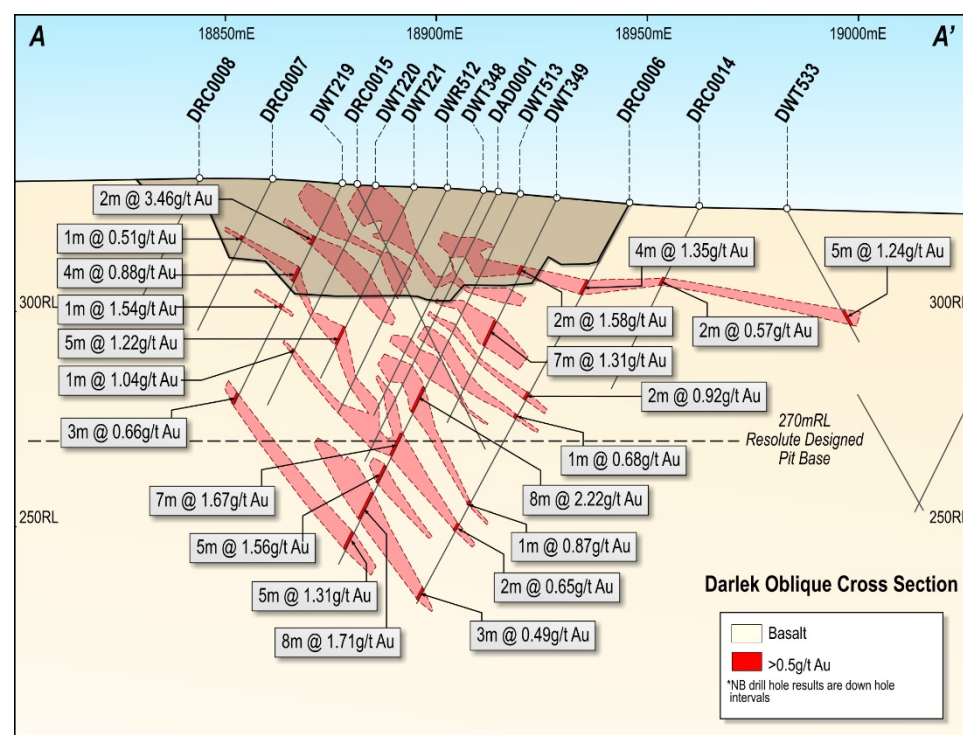 A
18850mE
18900mE
18950mE
19000mE
A'
DRC0008
DRC0007
DWT219
DRC0015
DWT220
DWT221
DWR512
DWT348
DAD0001
DWT513
DWT349
DRC0006
DRC0014
DWT533
2m @ 3.46g/t Au
1m @ 0.51g/t Au
4m @ 0.88g/t Au
300RL
1m @ 1.54g/t Au
5m @ 1.22g/t Au
1m @ 1.04g/t Au
3m @ 0.66g/t Au
7m @ 1.67g/t Au
250RL
5m @ 1.56g/t Au
5m @ 1.31g/t Au
8m @ 1.71g/t Au
4m @ 1.35g/t Au
5m @ 1.24g/t Au
300RL
2m @ 1.58g/t Au
2m @ 0.57g/t Au
7m @ 1.31g/t Au
2m @ 0.92g/t Au
270mRL
Resolute Designed
Pit Base
1m @ 0.68g/t Au
8m @ 2.22g/t Au
250RL
1m @ 0.87g/t Au
2m @ 0.65g/t Au
3m @ 0.49g/t Au
Darlek Oblique Cross Section
Basalt
>0.5g/t Au
*NB drill hole results are down hole
intervals